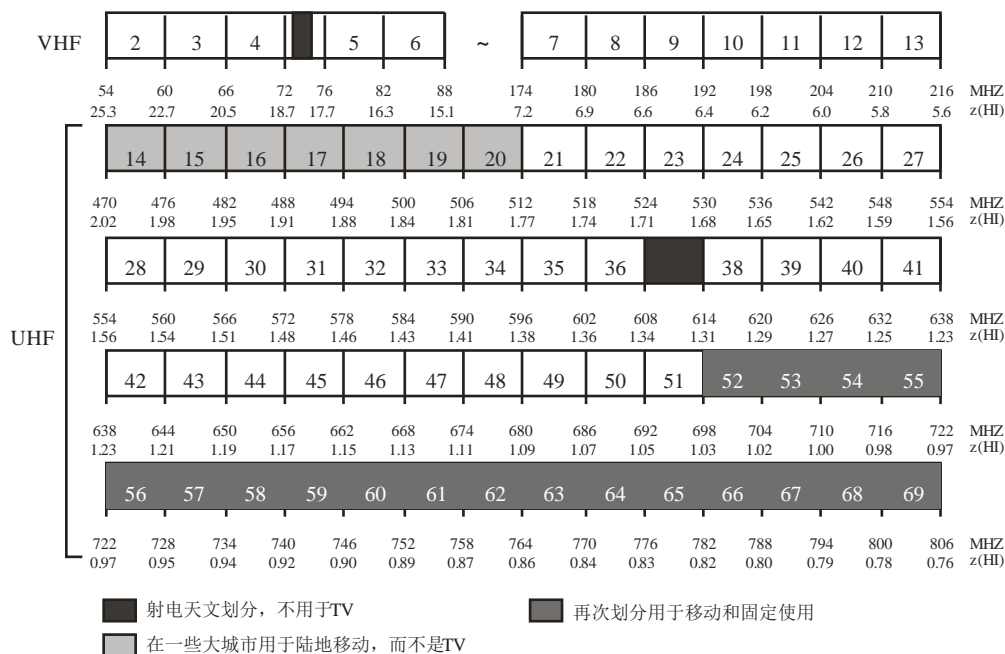 VHF 2 3 4 5 6 ~ 7 8 9 10 11 12 13
54 60 66 72 76 82 88 174 180 186 192 198 204 210 216 MHZ
25.3 22.7 20.5 18.7 17.7 16.3 15.1 7.2 6.9 6.6 6.4 6.2 6.0 5.8 5.6 z(HI)
14 15 16 17 18 19 20 21 22 23 24 25 26 27
470 476 482 488 494 500 506 512 518 524 530 536 542 548 554 MHZ
2.02 1.98 1.95 1.91 1.88 1.84 1.81 1.77 1.74 1.71 1.68 1.65 1.62 1.59 1.56 z(HI)
28 29 30 31 32 33 34 35 36 38 39 40 41
554 560 566 572 578 584 590 596 602 608 614 620 626 632 638 MHZ
1.56 1.54 1.51 1.48 1.46 1.43 1.41 1.38 1.36 1.34 1.31 1.29 1.27 1.25 1.23 z(HI)
UHF
42 43 44 45 46 47 48 49 50 51 52 53 54 55
638 644 650 656 662 668 674 680 686 692 698 704 710 716 722 MHZ
1.23 1.21 1.19 1.17 1.15 1.13 1.11 1.09 1.07 1.05 1.03 1.02 1.00 0.98 0.97 z(HI)
56 57 58 59 60 61 62 63 64 65 66 67 68 69
722 728 734 740 746 752 758 764 770 776 782 788 794 800 806 MHZ
0.97 0.95 0.94 0.92 0.90 0.89 0.87 0.86 0.84 0.83 0.82 0.80 0.79 0.78 0.76 z(HI)
射电天文划分，不用于TV
再次划分用于移动和固定使用
在一些大城市用于陆地移动，而不是TV